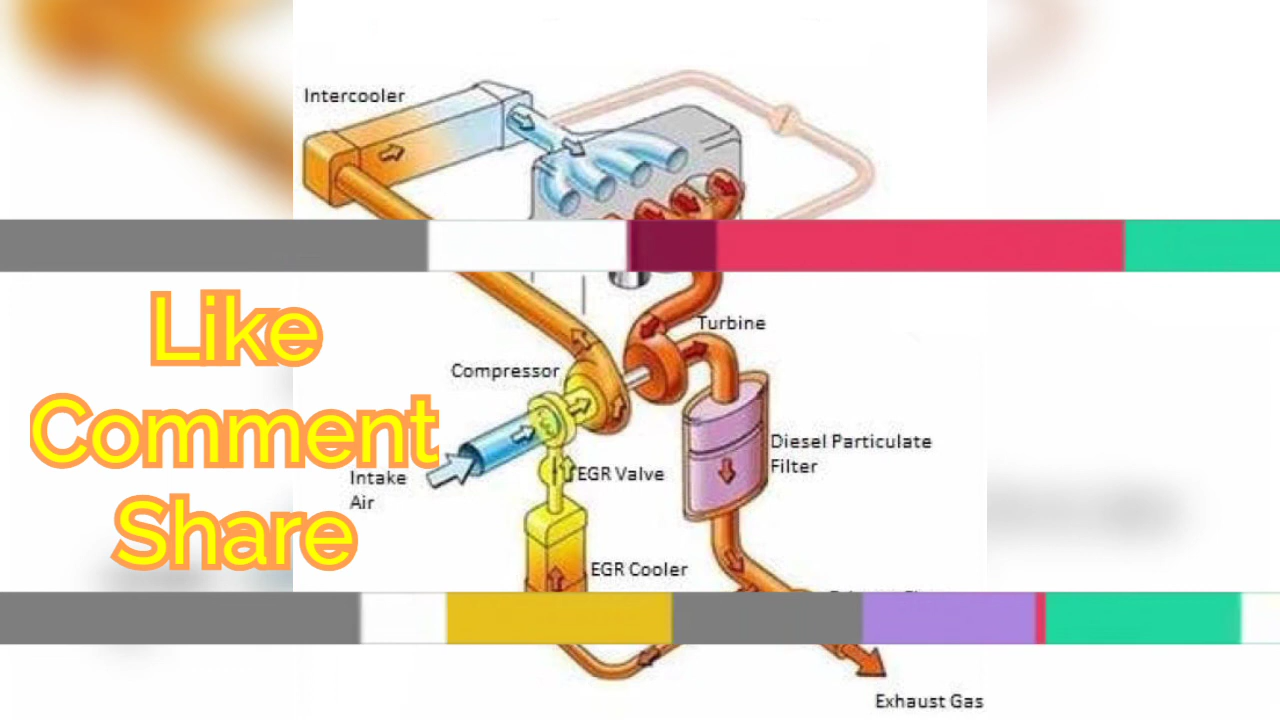 Intercooler
Turbine
Compressor
Diesel Particulate
Filter
Intake
Air
EGR Valve
EGR Cooler
Exhaust Gas
Like
Comment
Share